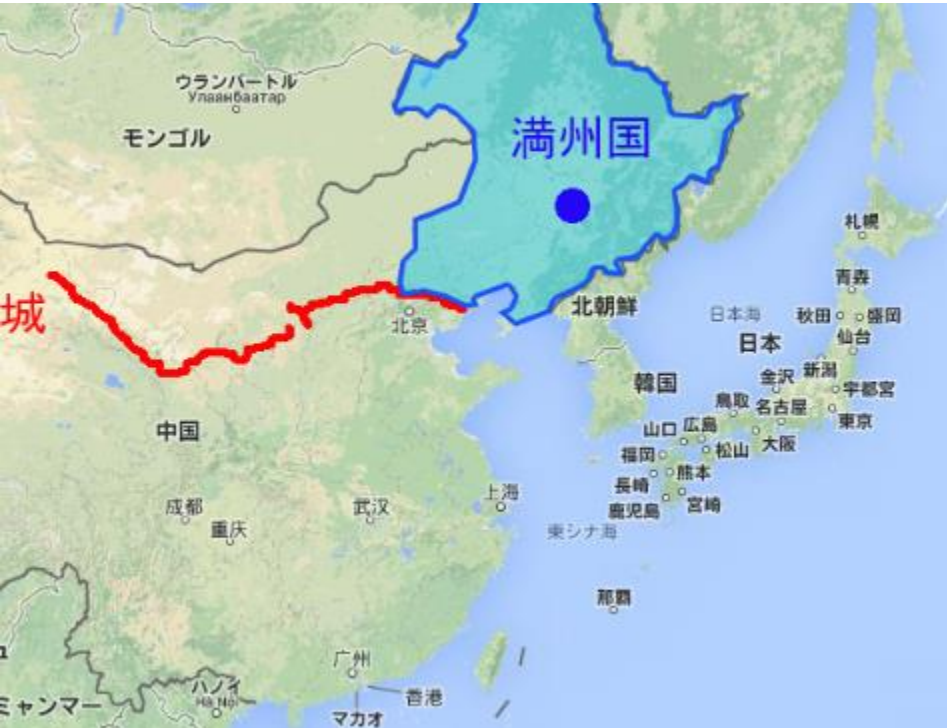 ウランバートル
Улаанбаатар
モンゴル
満州国
城
北京
北朝鮮
札幌
青森
日本海
秋田
盛岡
仙台
日本
新潟
金沢
宇都宮
韓国
鳥取
名古屋
東京
山口
広島
大阪
松山
福岡
熊本
長崎
宮崎
鹿児島
中国
成都
重庆
武汉
上海
東シナ海
那覇
广州
香港
マカオ
ハノイ
Hà Nội
ミャンマー